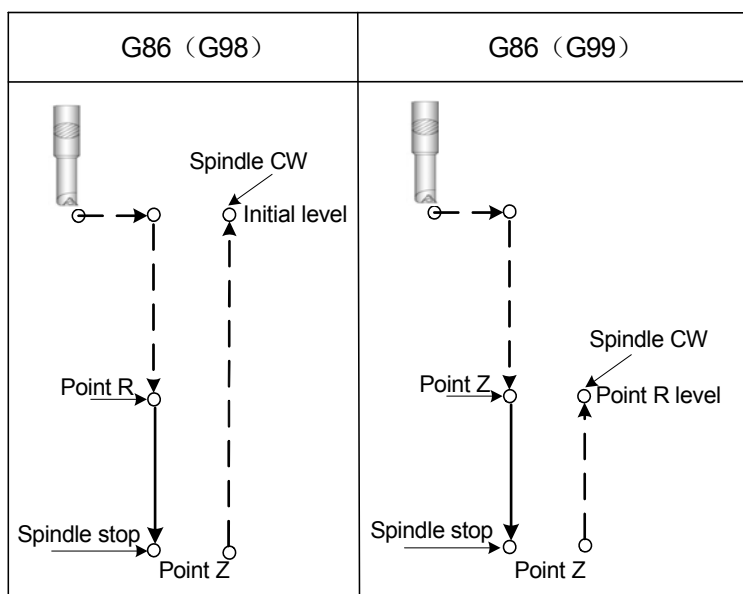 G86（G98）
G86（G99）
Spindle CW
Initial level
Point R
Spindle stop
Point Z
Spindle CW
Point Z
Point R level
Spindle stop
Point Z